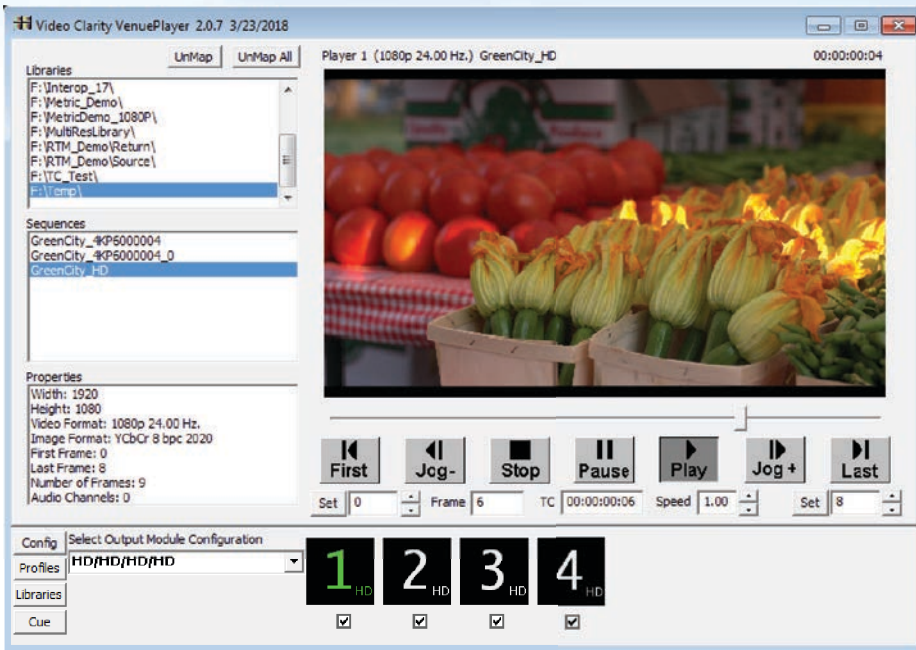 Video Clarity VenuePlayer 2.0.7 3/23/2018
UnMap
UnMap All
Libraries
F:\Interop_17\
F:\Metric_Demo\
F:\MetricDemo_1080P\
F:\MultiResLibrary\
F:\RTM_Demo\Return\
F:\RTM_Demo\Source\
F:\TC_Test\
F:\Temp\
Sequences
GreenCity_4KP6000004
GreenCity_4KP6000004_0
GreenCity_HD
Properties
Width: 1920
Height: 1080
Video Format: 1080p 24.00 Hz.
Image Format: YCbCr 8 bpc 2020
First Frame: 0
Last Frame: 8
Number of Frames: 9
Audio Channels: 0
Player 1 (1080p 24.00 Hz.) GreenCity_HD
00:00:00:04
First
Jog-
Stop
Pause
Play
Jog +
Last
Set 0
Frame 6
TC 00:00:00:06
Speed 1.00
Set 8
Config
Profiles
Libraries
Cue
Select Output Module Configuration
HD/HD/HD/HD
1 HD
2 HD
3 HD
4 HD